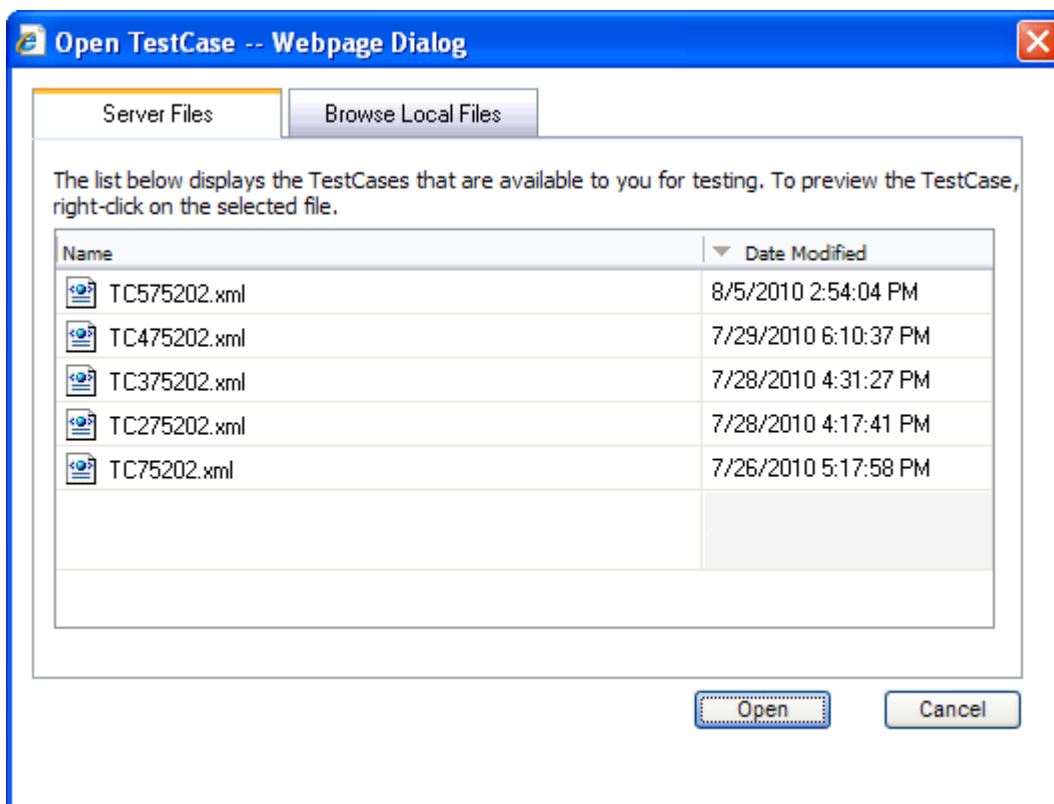 Open TestCase -- Webpage Dialog
Server Files Browse Local Files
The list below displays the TestCases that are available to you for testing. To preview the TestCase,
right-click on the selected file.
Name Date Modified
TC575202.xml 8/5/2010 2:54:04 PM
TC475202.xml 7/29/2010 6:10:37 PM
TC375202.xml 7/28/2010 4:31:27 PM
TC275202.xml 7/28/2010 4:17:41 PM
TC75202.xml 7/26/2010 5:17:58 PM
Open Cancel